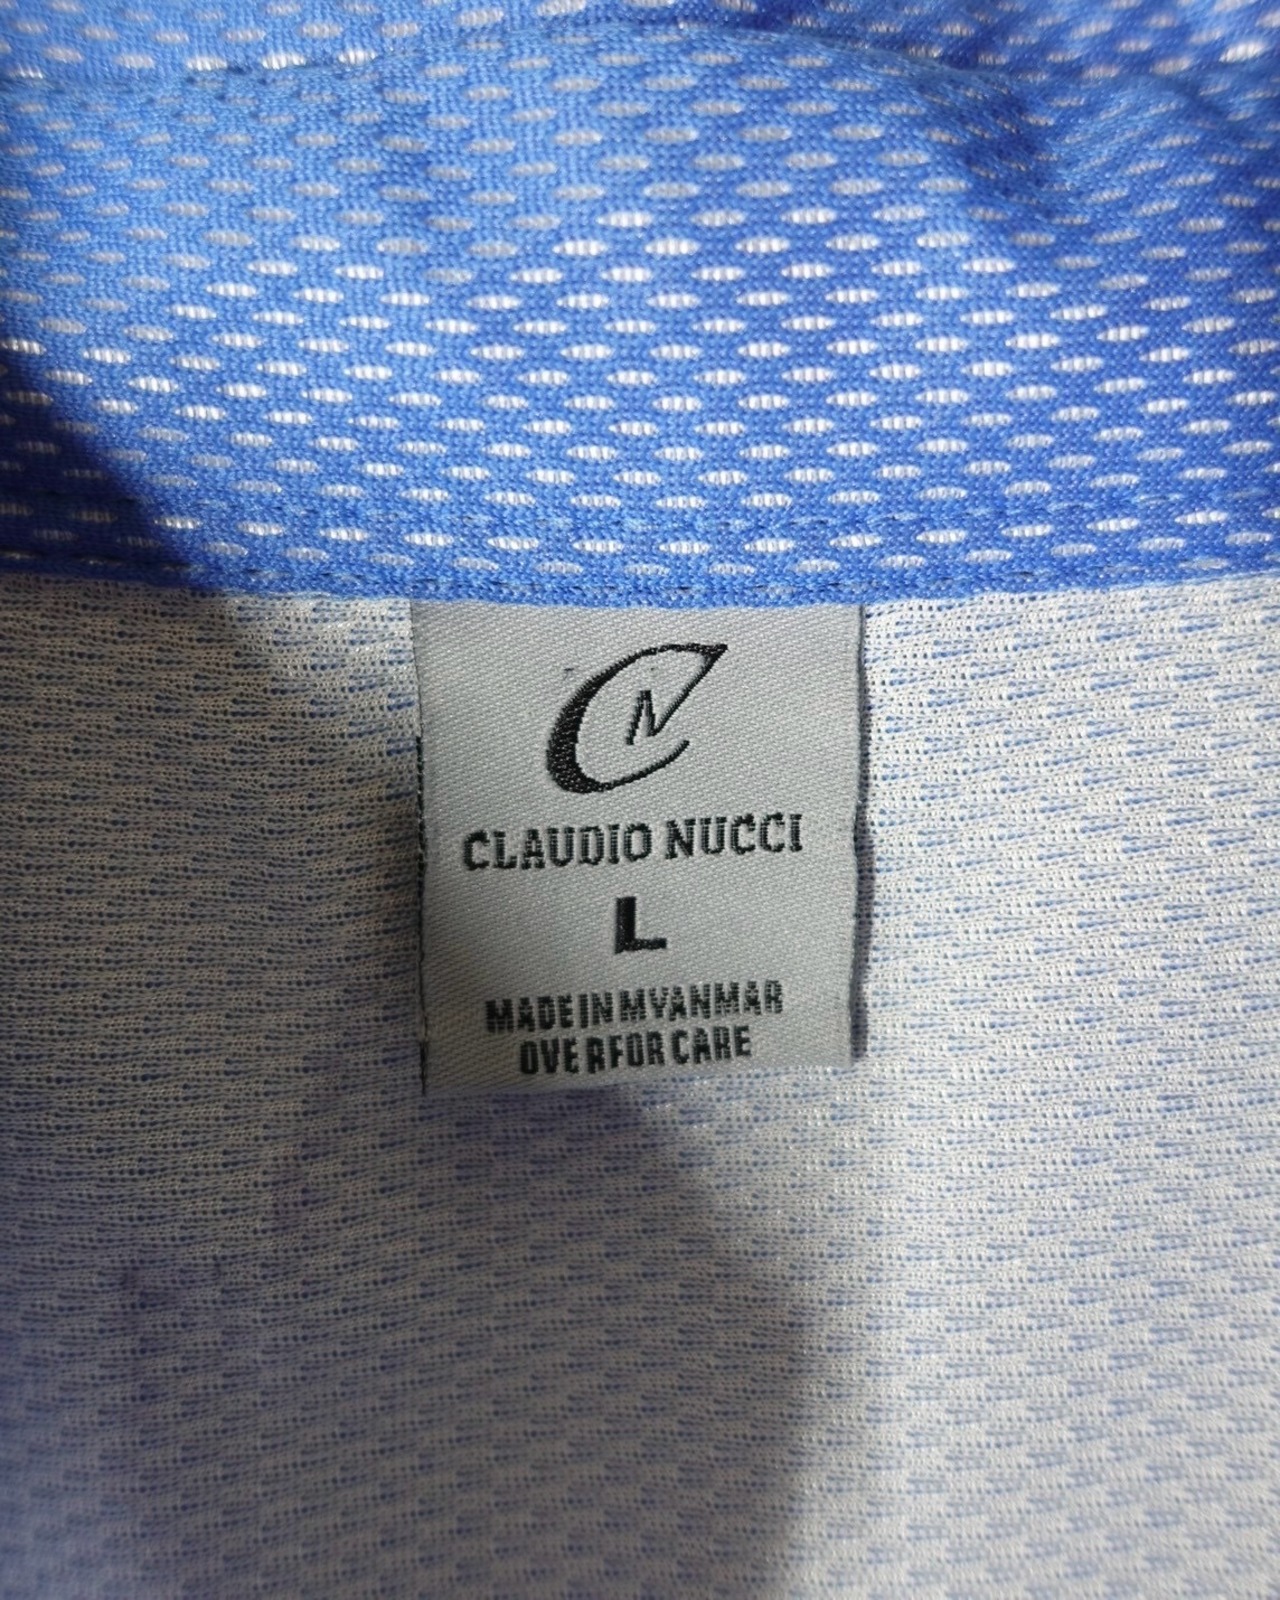 CN
CLAUDIO NUCCI
L
MADE IN MYANMAR
OVER FOR CARE